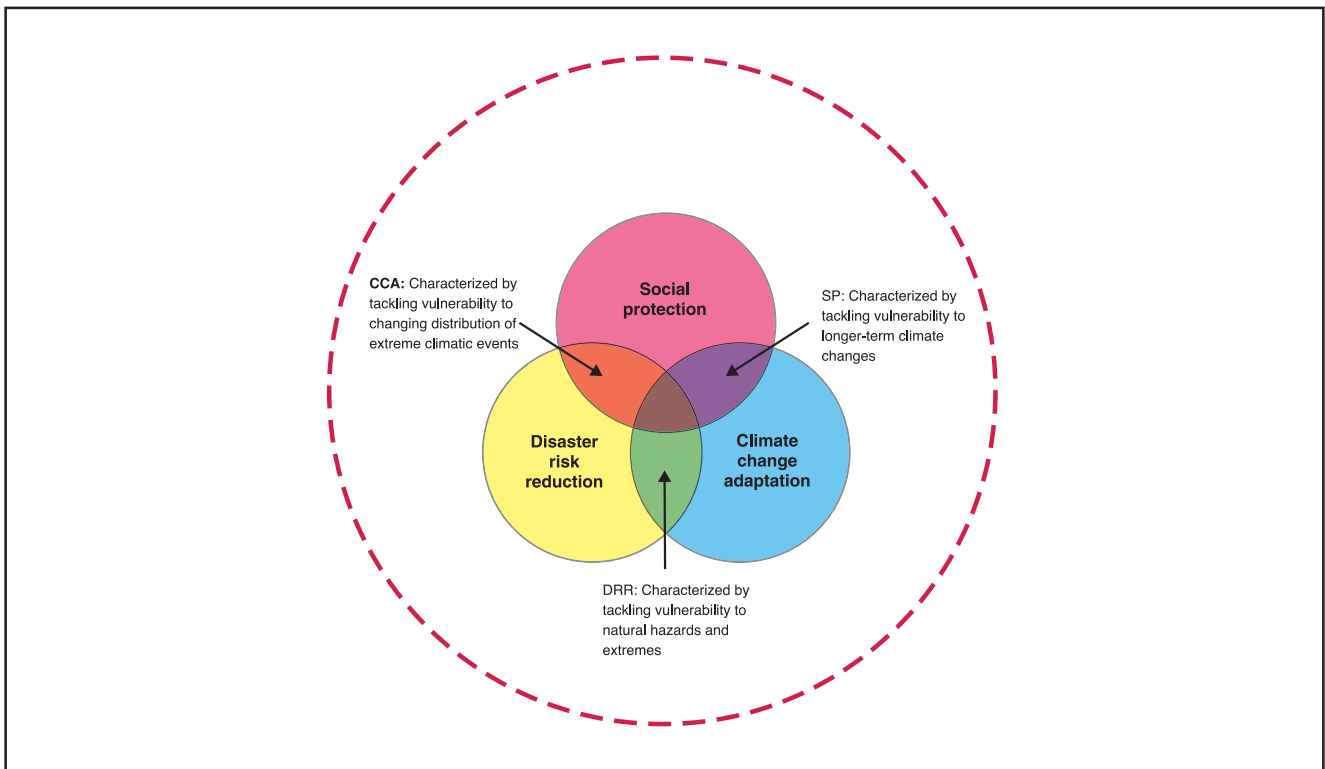 Social
protection
CCA: Characterized by
tackling vulnerability to
changing distribution of
extreme climatic events
SP: Characterized by
tackling vulnerability to
longer-term climate
changes
Disaster
risk
reduction
Climate
change
adaptation
DRR: Characterized by
tackling vulnerability to
natural hazards and
extremes